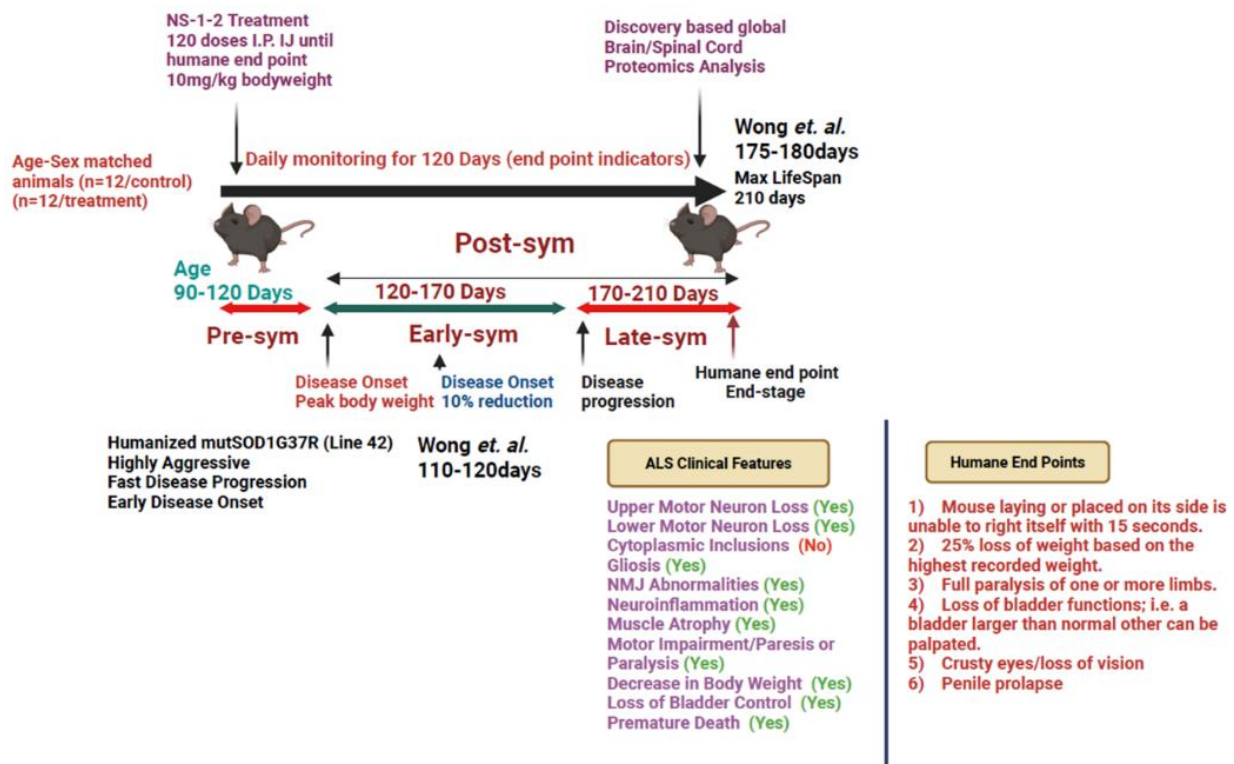 NS-1-2 Treatment
120 doses I.P. IJ until
humane end point
10mg/kg bodyweight
Discovery based global
Brain/Spinal Cord
Proteomics Analysis
Wong et. al.
175-180days
Max LifeSpan
210 days
Age-Sex matched
animals (n=12/control)
(n=12/treatment)
Daily monitoring for 120 Days (end point indicators)
Post-sym
Age
90-120 Days
120-170 Days
170-210 Days
Pre-sym
Early-sym
Late-sym
Disease Onset
Peak body weight
Disease Onset
10% reduction
Disease
progression
Humane end point
End-stage
Humanized mutSOD1G37R (Line 42)
Highly Aggressive
Fast Disease Progression
Early Disease Onset
Wong et. al.
110-120days
ALS Clinical Features
Upper Motor Neuron Loss (Yes)
Lower Motor Neuron Loss (Yes)
Cytoplasmic Inclusions (No)
Gliosis (Yes)
NMJ Abnormalities (Yes)
Neuroinflammation (Yes)
Muscle Atrophy (Yes)
Motor Impairment/Paresis or
Paralysis (Yes)
Decrease in Body Weight (Yes)
Loss of Bladder Control (Yes)
Premature Death (Yes)
Humane End Points
1) Mouse laying or placed on its side is
unable to right itself with 15 seconds.
2) 25% loss of weight based on the
highest recorded weight.
3) Full paralysis of one or more limbs.
4) Loss of bladder functions; i.e. a
bladder larger than normal other can be
palpated.
5) Crusty eyes/loss of vision
6) Penile prolapse